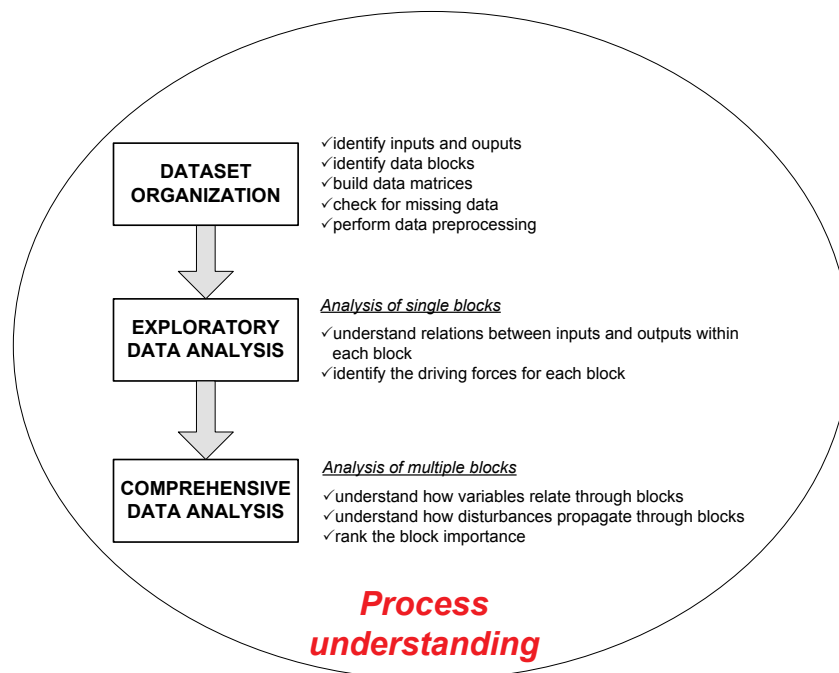 DATASET
ORGANIZATION
✓identify inputs and ouputs
✓identify data blocks
✓build data matrices
✓check for missing data
✓perform data preprocessing
EXPLORATORY
DATA ANALYSIS
Analysis of single blocks
✓understand relations between inputs and outputs within
each block
✓identify the driving forces for each block
COMPREHENSIVE
DATA ANALYSIS
Analysis of multiple blocks
✓understand how variables relate through blocks
✓understand how disturbances propagate through blocks
✓rank the block importance
Process
understanding